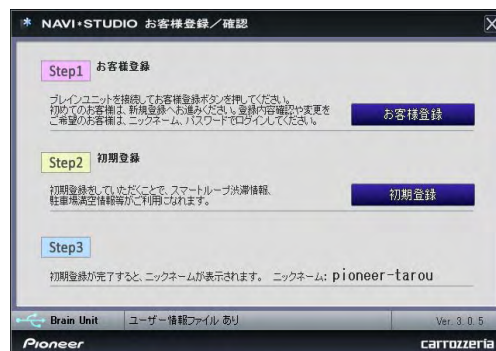 NAVI*STUDIO お客様登録/確認
Step1 お客様登録
ブレインユニットを接続してお客様登録ボタンを押してください。
初めてのお客様は、新規登録へお進みください。登録内容確認や変更を
ご希望のお客様は、ニックネーム、パスワードでログインしてください。
お客様登録
Step2 初期登録
初期登録をしていただくことで、スマートループ渋滞情報、
駐車場満空情報等がご利用になれます。
初期登録
Step3
初期登録が完了すると、ニックネームが表示されます。 ニックネーム: pioneer-tarou
Brain Unit ユーザー情報ファイル あり Ver. 3. 0. 5
Pioneer carrozzeria